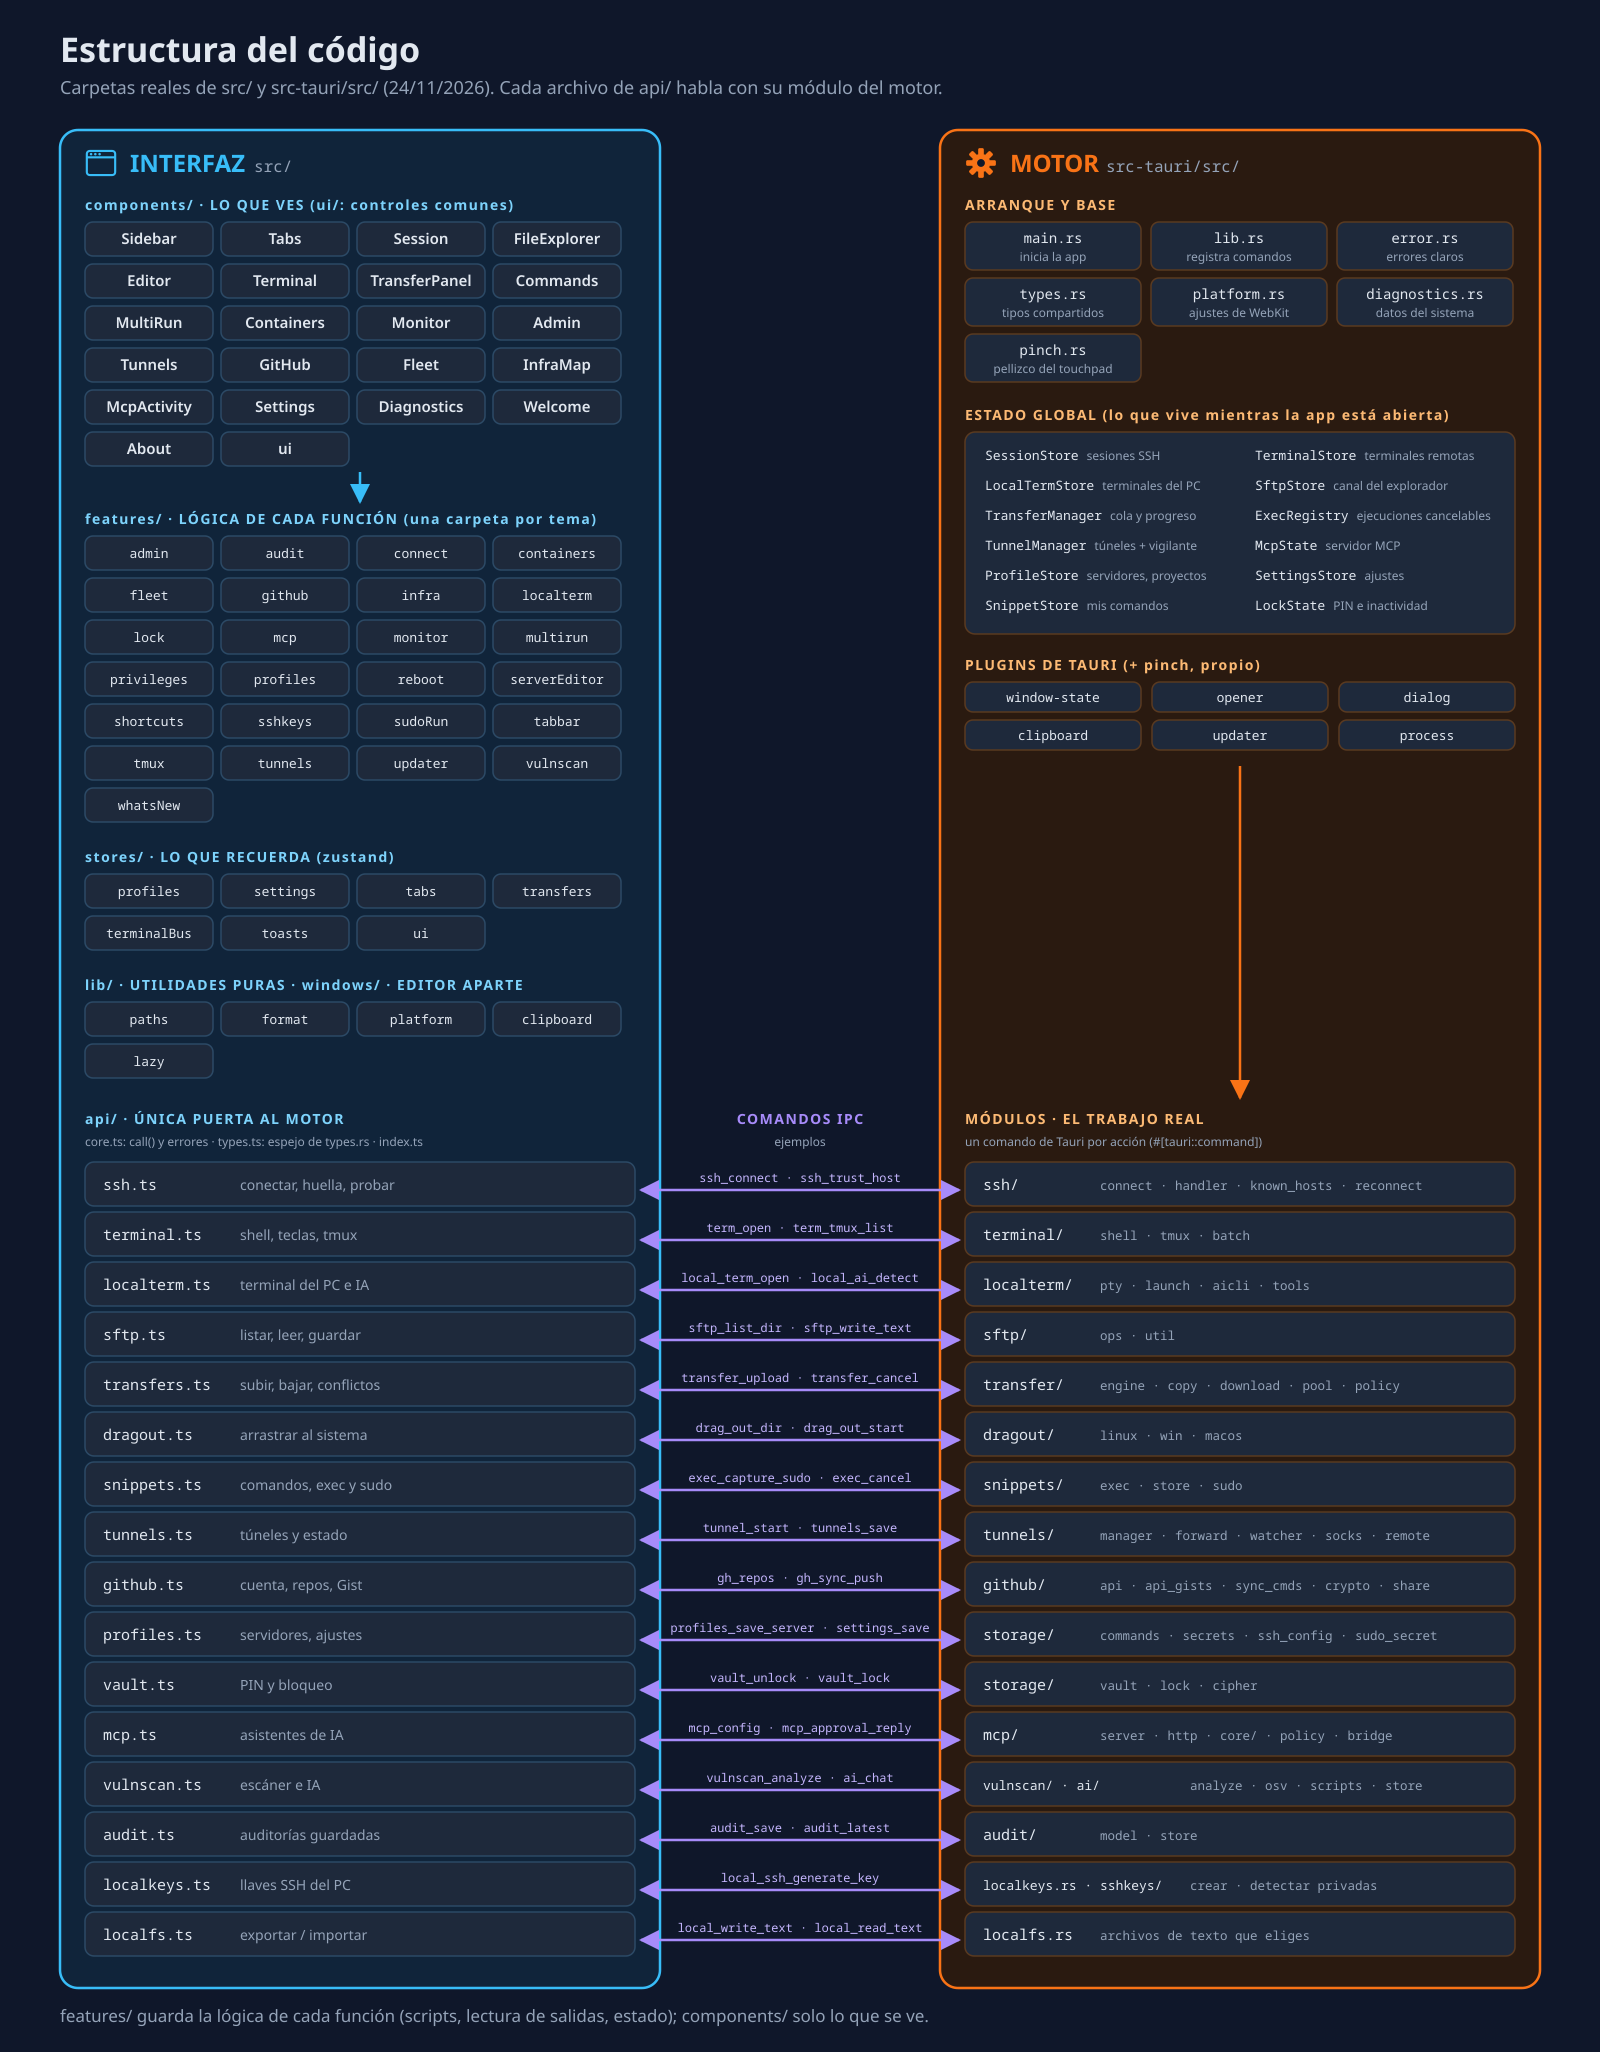 Estructura del código
Carpetas reales de src/ y src-tauri/src/ (24/11/2026). Cada archivo de api/ habla con su módulo del motor.
INTERFAZ src/
components/ · LO QUE VES (ui/: controles comunes)
Sidebar Tabs Session FileExplorer
Editor Terminal TransferPanel Commands
MultiRun Containers Monitor Admin
Tunnels GitHub Fleet InfraMap
McpActivity Settings Diagnostics Welcome
About ui
features/ · LÓGICA DE CADA FUNCIÓN (una carpeta por tema)
admin audit connect containers
fleet github infra localterm
lock mcp monitor multirun
privileges profiles reboot serverEditor
shortcuts sshkeys sudoRun tabbar
tmux tunnels updater vulnscan
whatsNew
stores/ · LO QUE RECUERDA (zustand)
profiles settings tabs transfers
terminalBus toasts ui
lib/ · UTILIDADES PURAS · windows/ · EDITOR APARTE
paths format platform clipboard
lazy
api/ · ÚNICA PUERTA AL MOTOR
core.ts: call() y errores · types.ts: espejo de types.rs · index.ts
ssh.ts conectar, huella, probar
terminal.ts shell, teclas, tmux
localterm.ts terminal del PC e IA
sftp.ts listar, leer, guardar
transfers.ts subir, bajar, conflictos
dragout.ts arrastrar al sistema
snippets.ts comandos, exec y sudo
tunnels.ts túneles y estado
github.ts cuenta, repos, Gist
profiles.ts servidores, ajustes
vault.ts PIN y bloqueo
mcp.ts asistentes de IA
vulnscan.ts escáner e IA
audit.ts auditorías guardadas
localkeys.ts llaves SSH del PC
localfs.ts exportar / importar
COMANDOS IPC
ejemplos
ssh_connect · ssh_trust_host
term_open · term_tmux_list
local_term_open · local_ai_detect
sftp_list_dir · sftp_write_text
transfer_upload · transfer_cancel
drag_out_dir · drag_out_start
exec_capture_sudo · exec_cancel
tunnel_start · tunnels_save
gh_repos · gh_sync_push
profiles_save_server · settings_save
vault_unlock · vault_lock
mcp_config · mcp_approval_reply
vulnscan_analyze · ai_chat
audit_save · audit_latest
local_ssh_generate_key
local_write_text · local_read_text
MOTOR src-tauri/src/
ARRANQUE Y BASE
main.rs lib.rs error.rs
inicia la app registra comandos errores claros
types.rs platform.rs diagnostics.rs
tipos compartidos ajustes de WebKit datos del sistema
pinch.rs
pellizco del touchpad
ESTADO GLOBAL (lo que vive mientras la app está abierta)
SessionStore sesiones SSH TerminalStore terminales remotas
LocalTermStore terminales del PC SftpStore canal del explorador
TransferManager cola y progreso ExecRegistry ejecuciones cancelables
TunnelManager túneles + vigilante McpState servidor MCP
ProfileStore servidores, proyectos SettingsStore ajustes
SnippetStore mis comandos LockState PIN e inactividad
PLUGINS DE TAURI (+ pinch, propio)
window-state opener dialog
clipboard updater process
MÓDULOS · EL TRABAJO REAL
un comando de Tauri por acción (#[tauri::command])
ssh/ connect · handler · known_hosts · reconnect
terminal/ shell · tmux · batch
localterm/ pty · launch · aicli · tools
sftp/ ops · util
transfer/ engine · copy · download · pool · policy
dragout/ linux · win · macos
snippets/ exec · store · sudo
tunnels/ manager · forward · watcher · socks · remote
github/ api · api_gists · sync_cmds · crypto · share
storage/ commands · secrets · ssh_config · sudo_secret
storage/ vault · lock · cipher
mcp/ server · http · core/ · policy · bridge
vulnscan/ · ai/ analyze · osv · scripts · store
audit/ model · store
localkeys.rs · sshkeys/ crear · detectar privadas
localfs.rs archivos de texto que eliges
features/ guarda la lógica de cada función (scripts, lectura de salidas, estado); components/ solo lo que se ve.